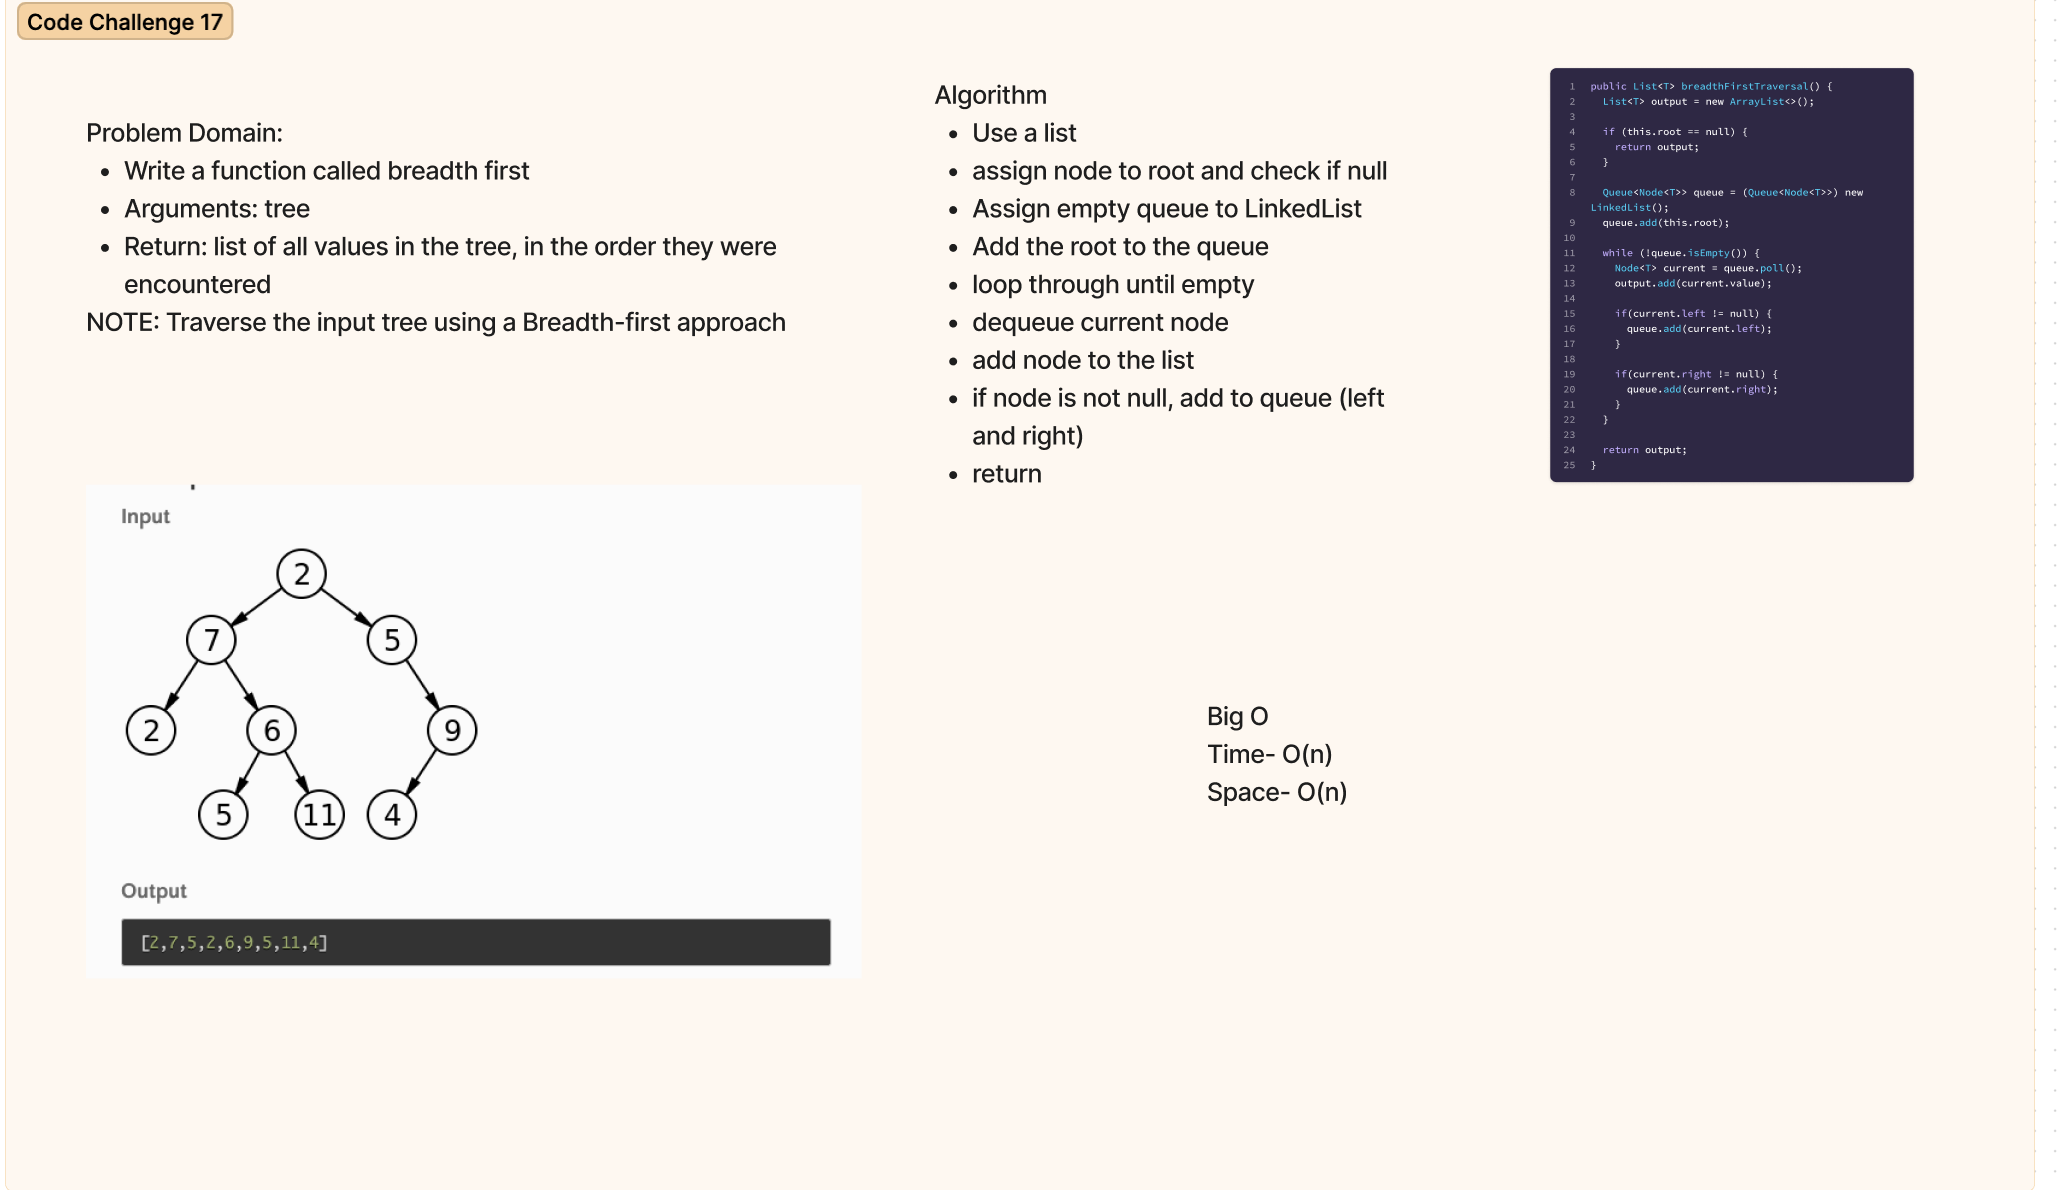 Code Challenge 17
Problem Domain:
• Write a function called breadth first
• Arguments: tree
• Return: list of all values in the tree, in the order they were
encountered
NOTE: Traverse the input tree using a Breadth-first approach
Input
2
7
5
2
6
9
5
11
4
Output
[2,7,5,2,6,9,5,11,4]
Algorithm
• Use a list
• assign node to root and check if null
• Assign empty queue to LinkedList
• Add the root to the queue
• loop through until empty
• dequeue current node
• add node to the list
• if node is not null, add to queue (left
and right)
• return
Big O
Time- O(n)
Space- O(n)
1 public List<T> breadthFirstTraversal() {
2 List<T> output = new ArrayList<>();
3
4 if (this.root == null) {
5 return output;
6 }
7
8 Queue<Node<T>> queue = (Queue<Node<T>>) new
LinkedList();
9 queue.add(this.root);
10
11 while (!queue.isEmpty()) {
12 Node<T> current = queue.poll();
13 output.add(current.value);
14
15 if(current.left != null) {
16 queue.add(current.left);
17 }
18
19 if(current.right != null) {
20 queue.add(current.right);
21 }
22 }
23
24 return output;
25 }